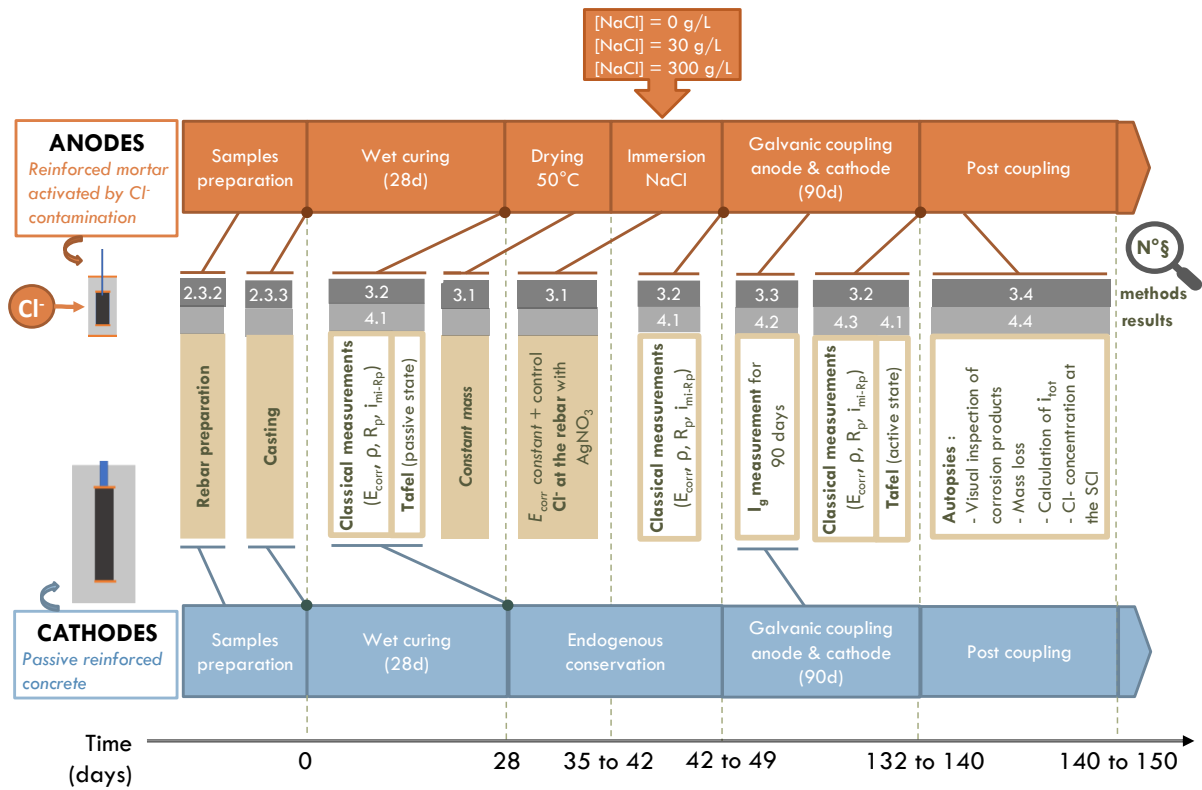 [NaCl] = 0 g/L
[NaCl] = 30 g/L
[NaCl] = 300 g/L
ANODES
Reinforced mortar
activated by Cl-
contamination
Samples
preparation
Wet curing
(28d)
Drying
50°C
Immersion
NaCl
Galvanic coupling
anode & cathode
(90d)
Post coupling
N°§
methods
results
Cl-
2.3.2
2.3.3
3.2
4.1
3.1
3.1
3.2
4.1
3.3
4.2
3.2
4.3
4.1
3.4
4.4
Rebar preparation
Casting
Classical measurements
(Ecorr, ρ, Rp, imi-Rp)
Tafel (passive state)
Constant mass
Ecorr constant + control
Cl- at the rebar with
AgNO3
Classical measurements
(Ecorr, ρ, Rp, imi-Rp)
Ig measurement for
90 days
Classical measurements
(Ecorr, ρ, Rp, imi-Rp)
Tafel (active state)
Autopsies :
- Visual inspection of
corrosion products
- Mass loss
- Calculation of itot
- Cl- concentration at
the SCI
CATHODES
Passive reinforced
concrete
Samples
preparation
Wet curing
(28d)
Endogenous
conservation
Galvanic coupling
anode & cathode
(90d)
Post coupling
Time
(days)
0
28
35 to 42
42 to 49
132 to 140
140 to 150